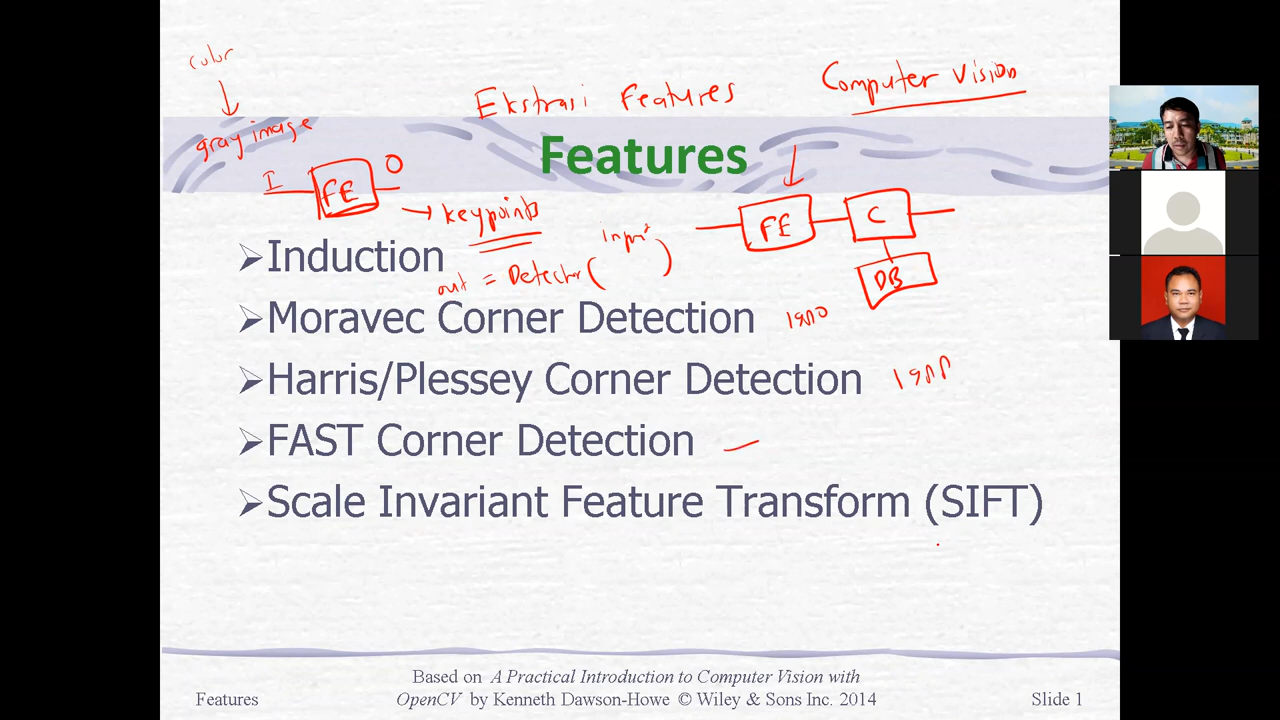 color
gray image
Ekstrasi Features
Computer Vision
Features
I
FE
O
→ keypoints
FE
C
DB
➢Induction
out = Detector(input)
➢Moravec Corner Detection
➢Harris/Plessey Corner Detection
➢FAST Corner Detection
➢Scale Invariant Feature Transform (SIFT)
Features
Based on A Practical Introduction to Computer Vision with
OpenCV by Kenneth Dawson-Howe © Wiley & Sons Inc. 2014
Slide 1